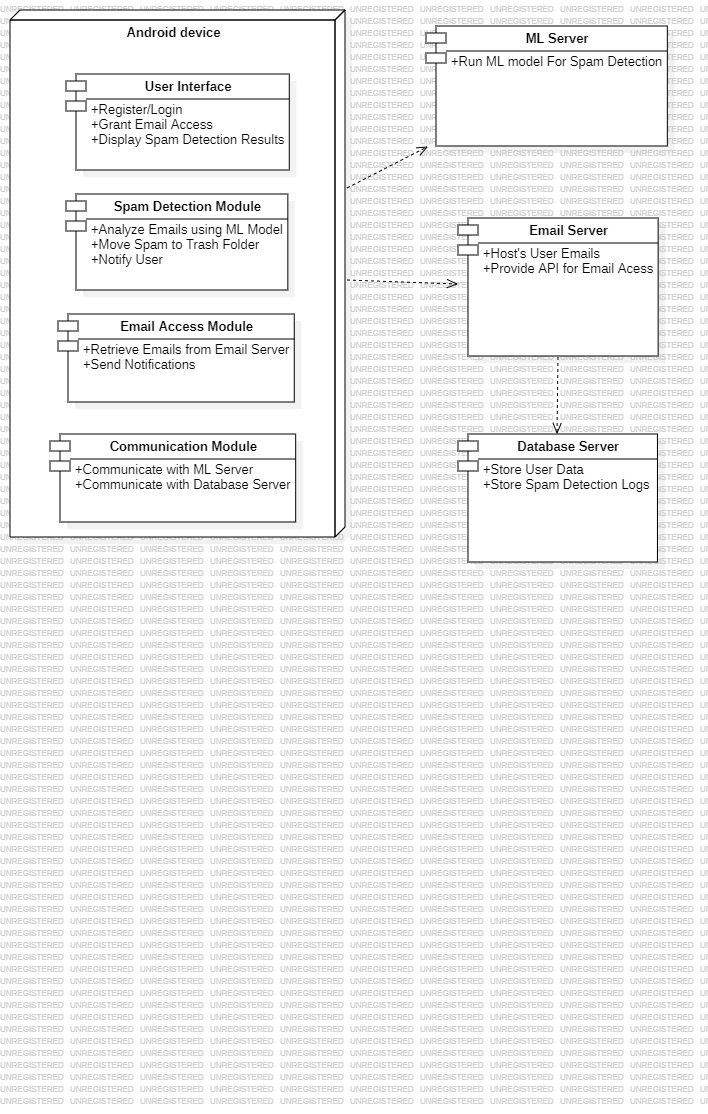 Android device
User Interface
+Register/Login
+Grant Email Access
+Display Spam Detection Results
Spam Detection Module
+Analyze Emails using ML Model
+Move Spam to Trash Folder
+Notify User
Email Access Module
+Retrieve Emails from Email Server
+Send Notifications
Communication Module
+Communicate with ML Server
+Communicate with Database Server
ML Server
+Run ML model For Spam Detection
Email Server
+Host's User Emails
+Provide API for Email Acess
Database Server
+Store User Data
+Store Spam Detection Logs
UNREGISTERED